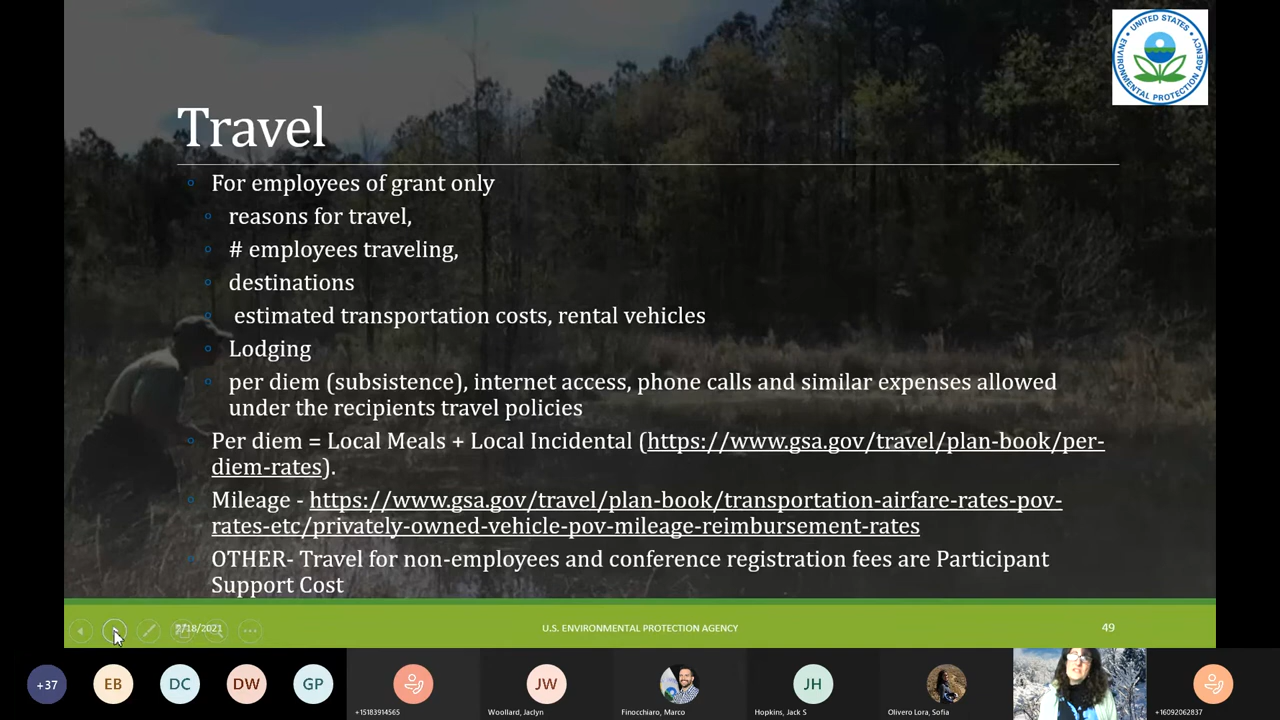 UNITED STATES
ENVIRONMENTAL PROTECTION AGENCY
Travel
For employees of grant only
reasons for travel,
# employees traveling,
destinations
estimated transportation costs, rental vehicles
Lodging
per diem (subsistence), internet access, phone calls and similar expenses allowed
under the recipients travel policies
Per diem = Local Meals + Local Incidental (https://www.gsa.gov/travel/plan-book/per-
diem-rates).
Mileage - https://www.gsa.gov/travel/plan-book/transportation-airfare-rates-pov-
rates-etc/privately-owned-vehicle-pov-mileage-reimbursement-rates
OTHER- Travel for non-employees and conference registration fees are Participant
Support Cost
U.S. ENVIRONMENTAL PROTECTION AGENCY
49
+37
EB
DC
DW
GP
JW
JH
+15183914565
Woollard, Jaclyn
Finocchiaro, Marco
Hopkins, Jack S
Olivero Lora, Sofia
+16092062837